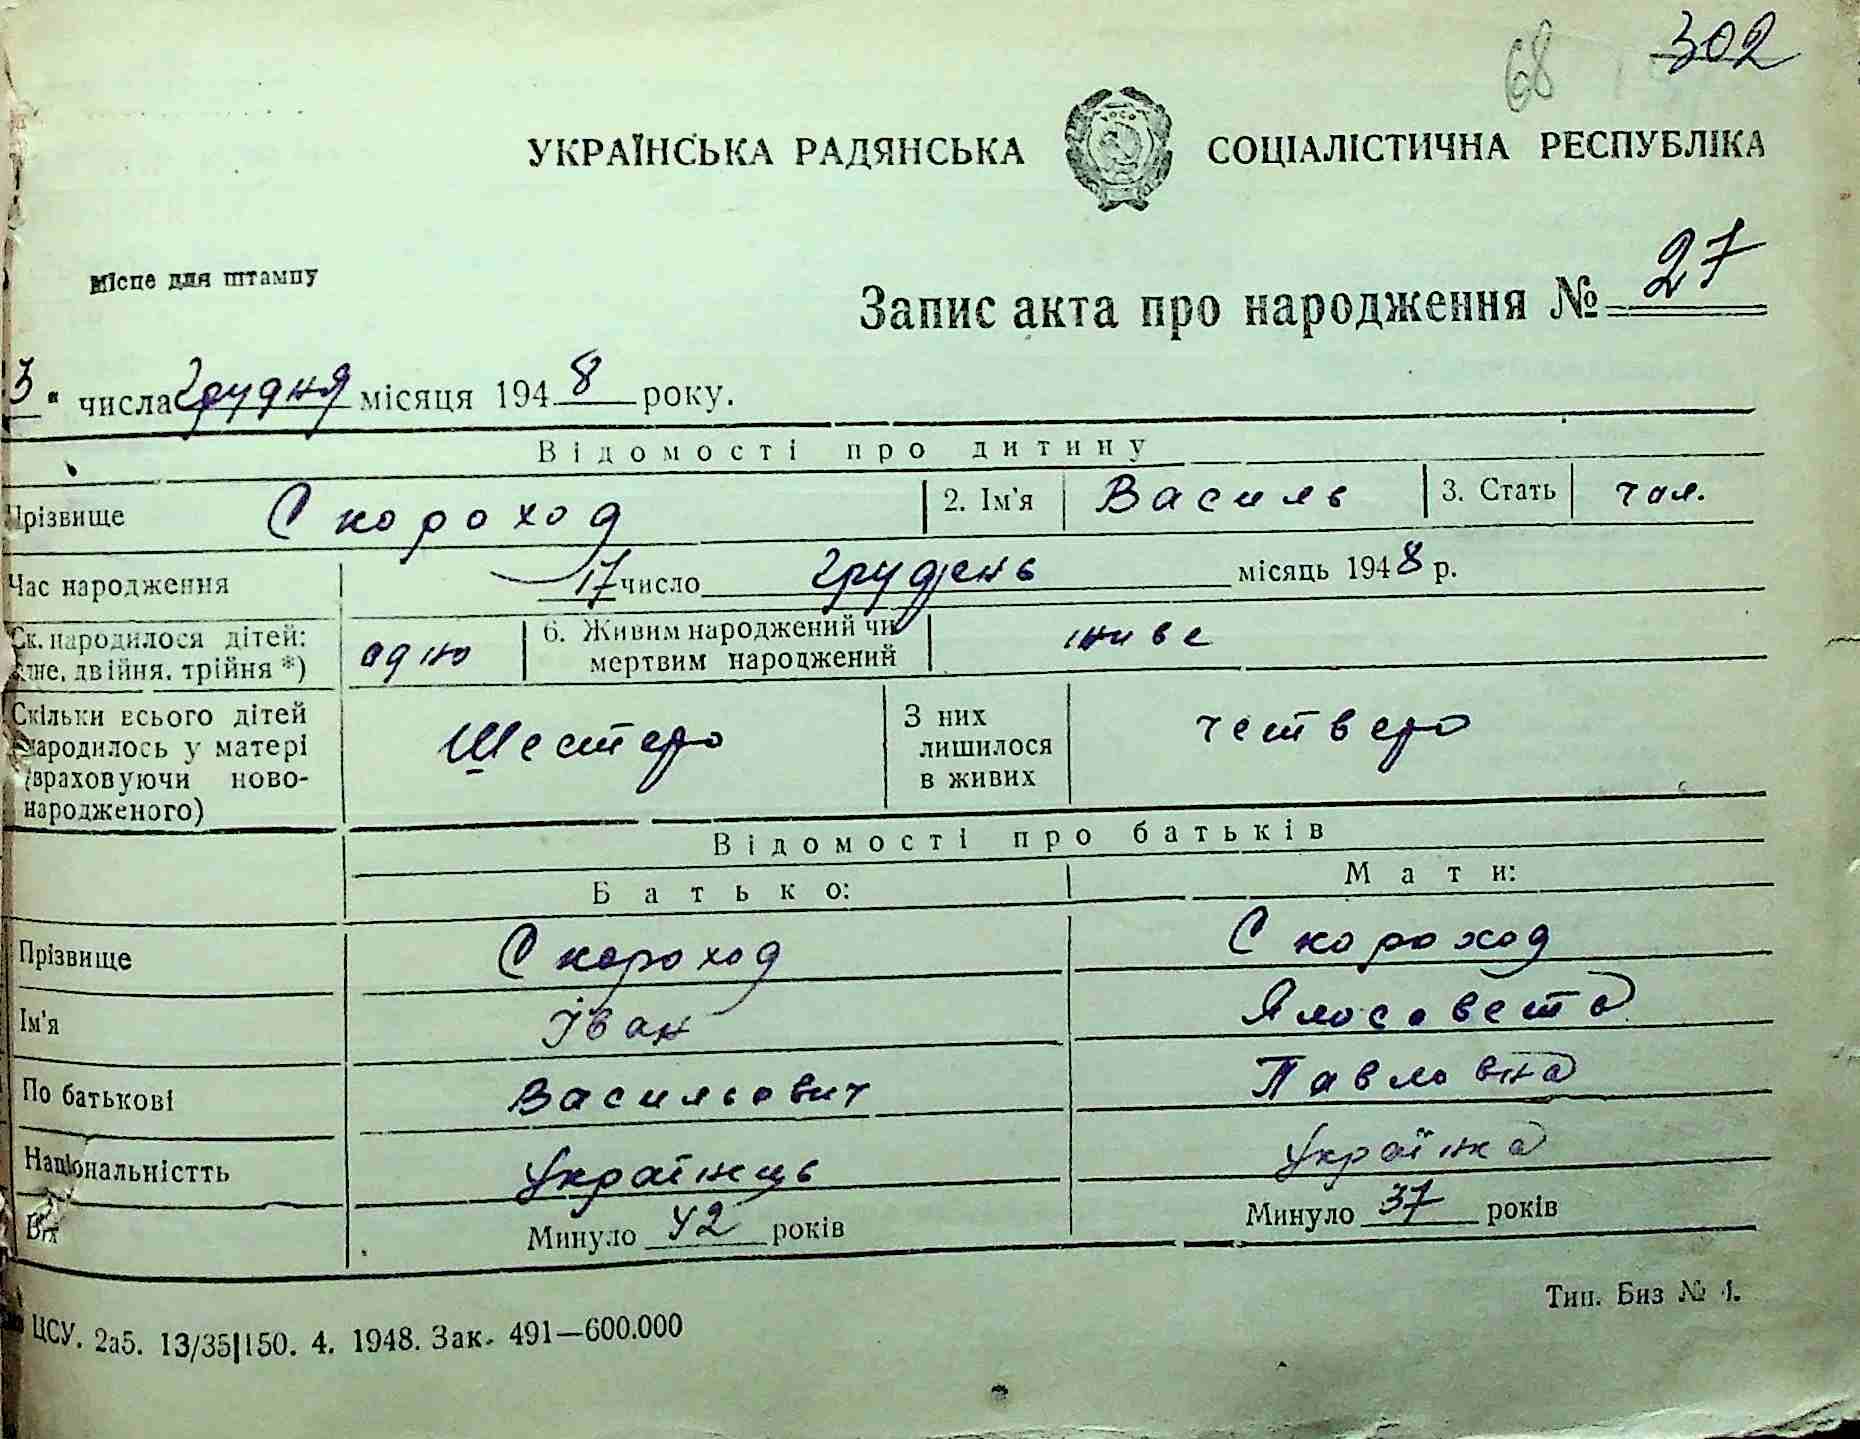 68 302
УКРАЇНСЬКА РАДЯНСЬКА СОЦІАЛІСТИЧНА РЕСПУБЛІКА
Місце для штампу
Запис акта про народження № 27
3 " числа грудня місяця 1948 року.
Відомості про дитину
Прізвище Скороход 2. Ім'я Василь 3. Стать чол.
Час народження 17 число грудень місяць 1948 р.
Ск. народилося дітей: одно 6. Живим народжений чи живе
двійня, трійня *) мертвим народжений
Скільки всього дітей Шестеро З них четверо
народилось у матері лишилося
(враховуючи ново- в живих
народженого)
Відомості про батьків
Батько: Мати:
Прізвище Скороход Скороход
Ім'я Іван Ялосовета
По батькові Васильович Павловна
Національністть Українець Українка
Вік Минуло 42 років Минуло 37 років
ЦСУ. 2аб. 13/35|150. 4. 1948. Зак. 491—600.000 Тип. Биз № 1.